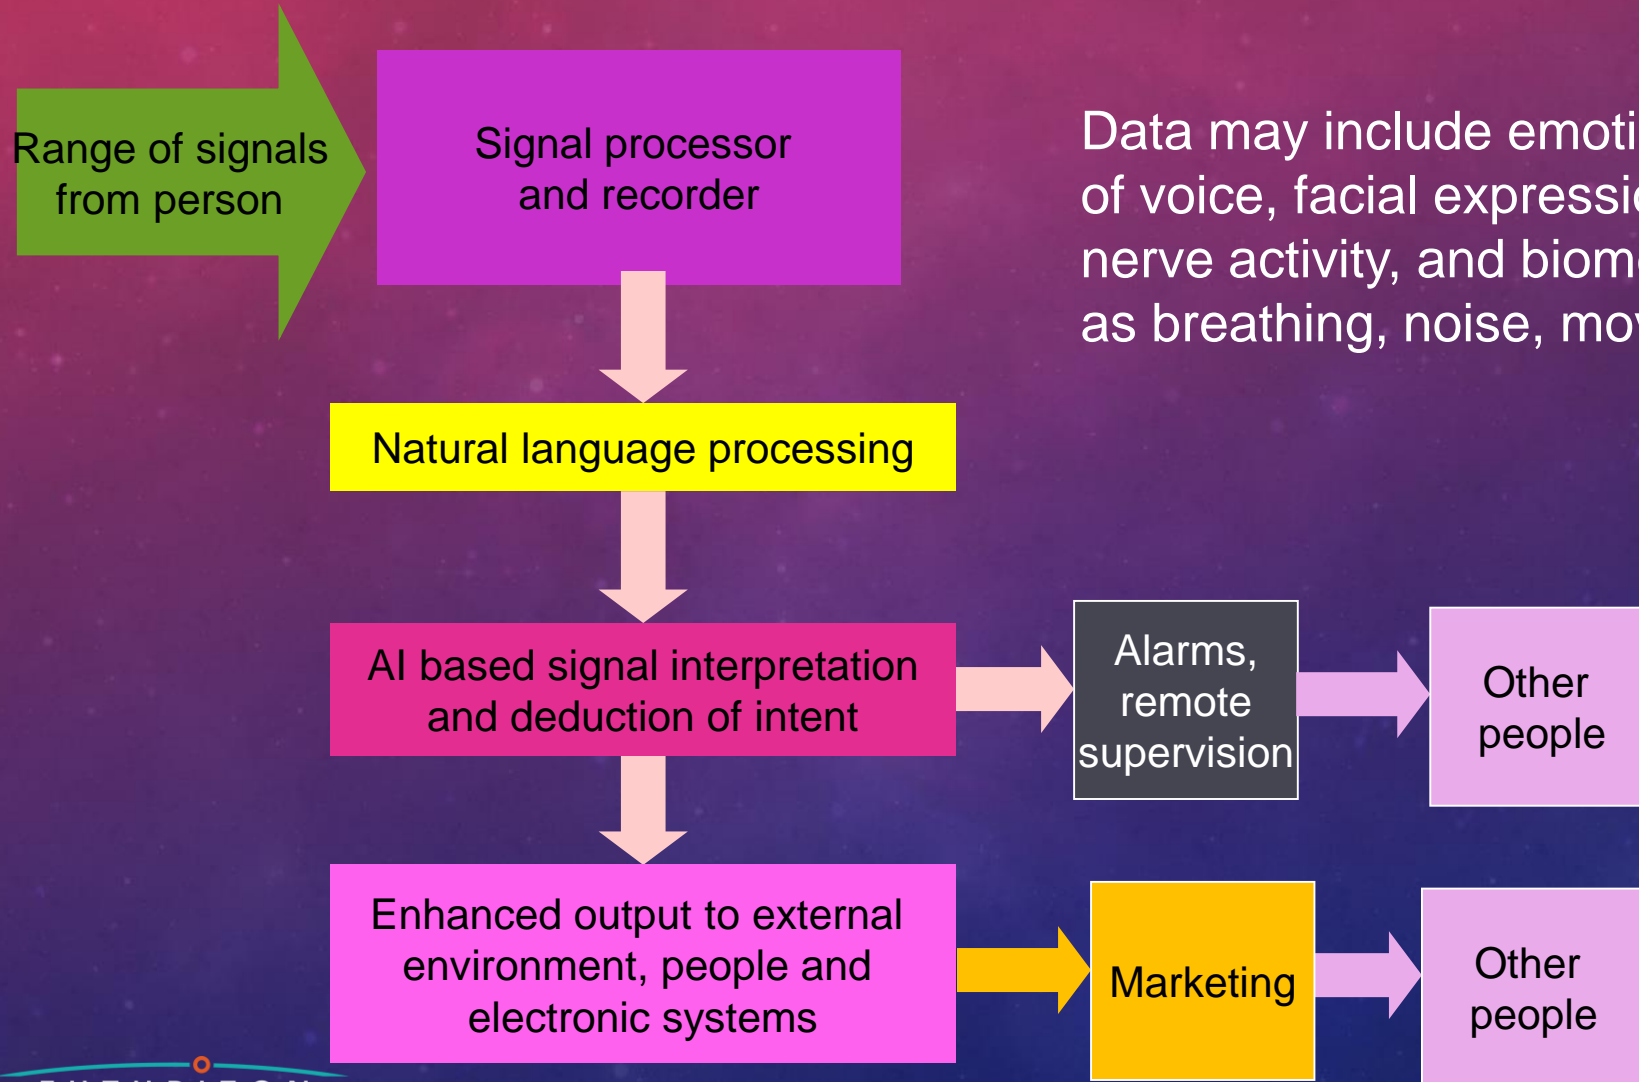 Range of signals
from person
Signal processor
and recorder
Data may include emoti
of voice, facial expressi
nerve activity, and biom
as breathing, noise, mov
Natural language processing
AI based signal interpretation
and deduction of intent
Alarms,
remote
supervision
Other
people
Enhanced output to external
environment, people and
electronic systems
Marketing
Other
people